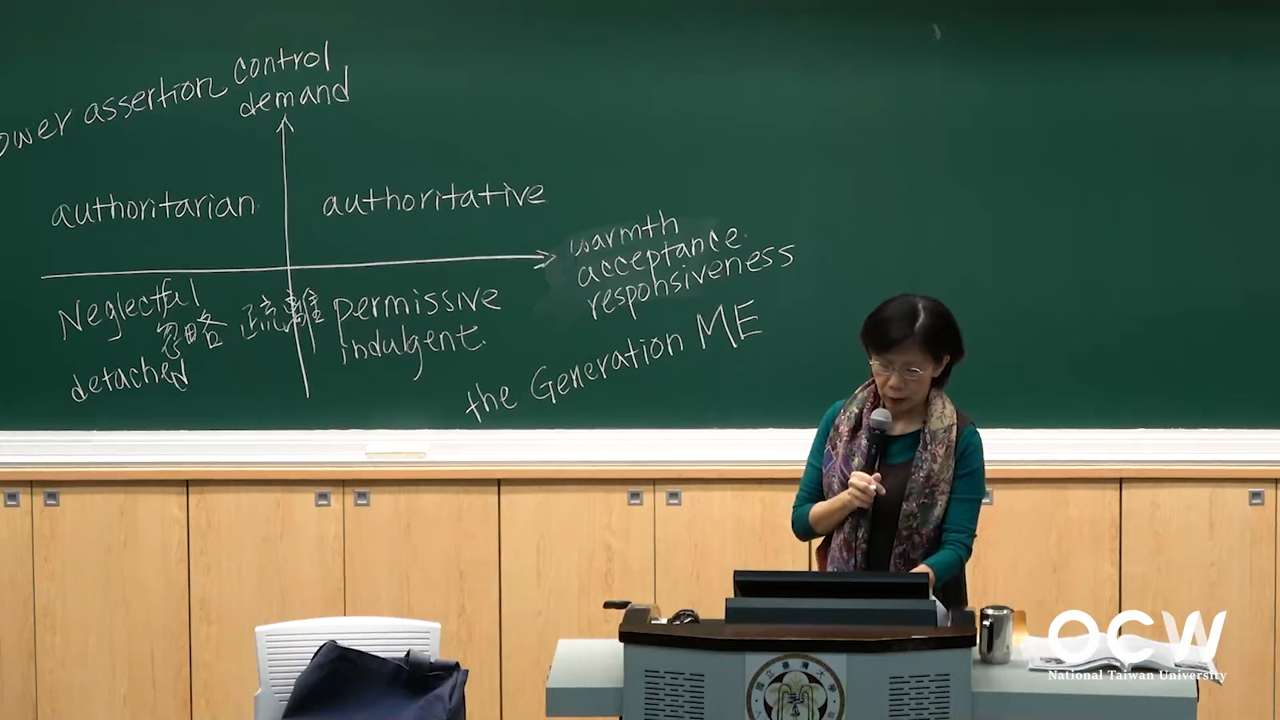 ower assertion control
demand
authoritarian
authoritative
warmth
acceptance.
responsiveness
Neglectful
忽略 疏離
detached
permissive
indulgent.
the Generation ME
OCW
National Taiwan University